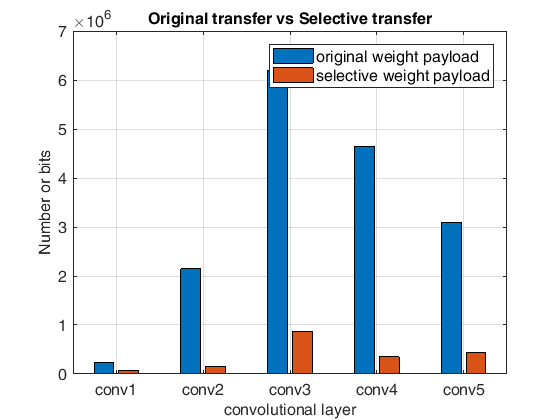 Original transfer vs Selective transfer
×10^6
original weight payload
selective weight payload
7
6
5
4
3
2
1
0
Number or bits
conv1 conv2 conv3 conv4 conv5
convolutional layer